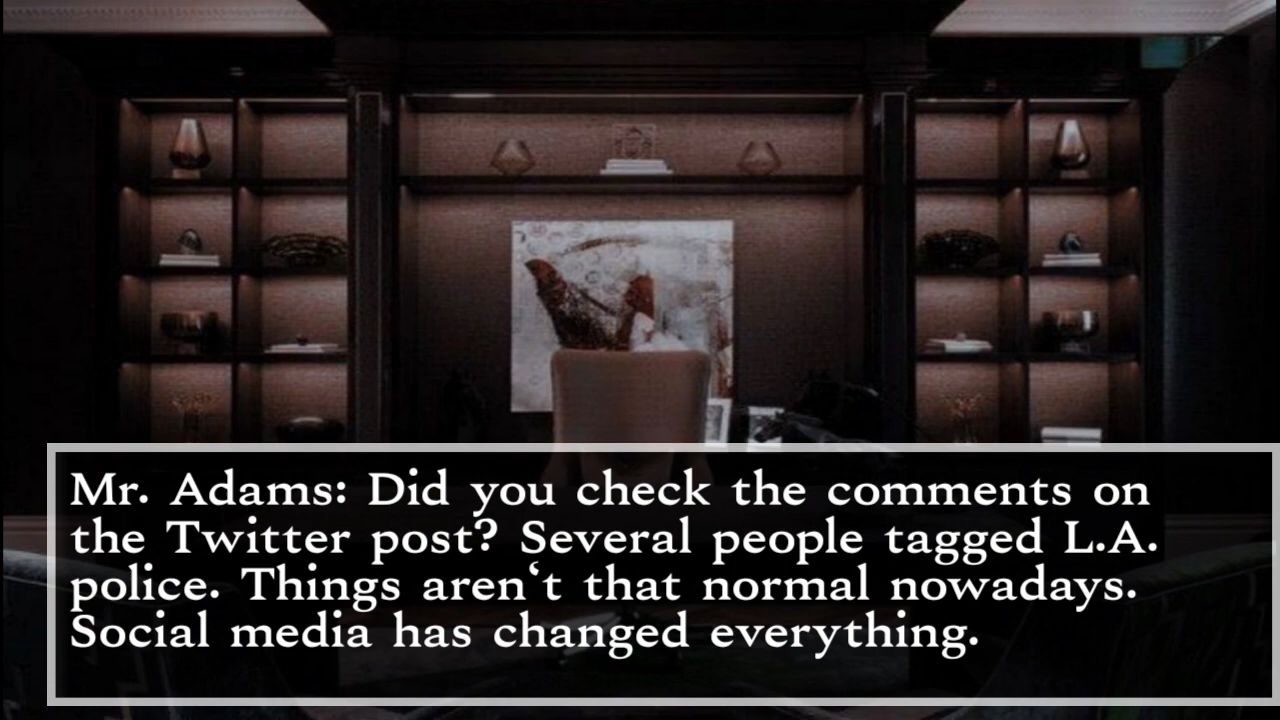 Mr. Adams: Did you check the comments on
the Twitter post? Several people tagged L.A.
police. Things aren‘t that normal nowadays.
Social media has changed everything.